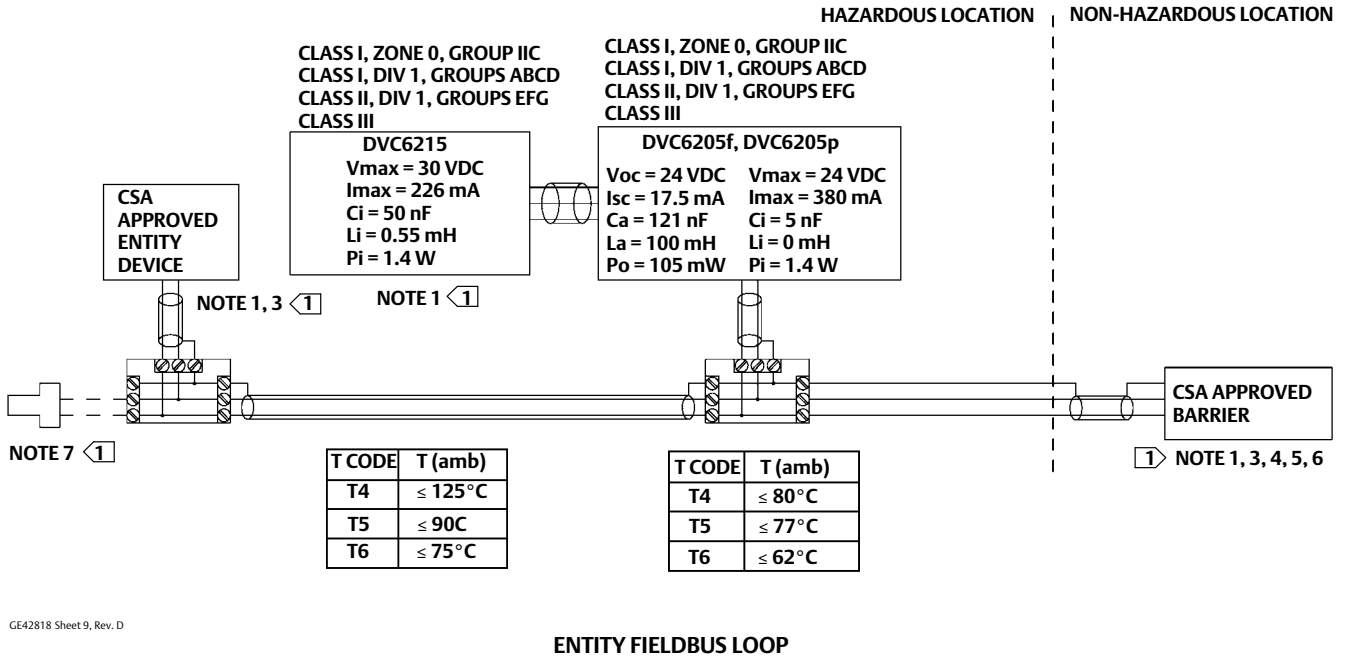 HAZARDOUS LOCATION
NON-HAZARDOUS LOCATION
CLASS I, ZONE 0, GROUP IIC
CLASS I, DIV 1, GROUPS ABCD
CLASS II, DIV 1, GROUPS EFG
CLASS III
CLASS I, ZONE 0, GROUP IIC
CLASS I, DIV 1, GROUPS ABCD
CLASS II, DIV 1, GROUPS EFG
CLASS III
DVC6215
Vmax = 30 VDC
Imax = 226 mA
Ci = 50 nF
Li = 0.55 mH
Pi = 1.4 W
DVC6205f, DVC6205p
Voc = 24 VDC
Isc = 17.5 mA
Ca = 121 nF
La = 100 mH
Po = 105 mW
Vmax = 24 VDC
Imax = 380 mA
Ci = 5 nF
Li = 0 mH
Pi = 1.4 W
CSA
APPROVED
ENTITY
DEVICE
NOTE 1, 3 1
NOTE 1 1
CSA APPROVED
BARRIER
NOTE 7 1
1 NOTE 1, 3, 4, 5, 6
T CODE T (amb)
T4 ≤ 125°C
T5 ≤ 90C
T6 ≤ 75°C
T CODE T (amb)
T4 ≤ 80°C
T5 ≤ 77°C
T6 ≤ 62°C
GE42818 Sheet 9, Rev. D
ENTITY FIELDBUS LOOP